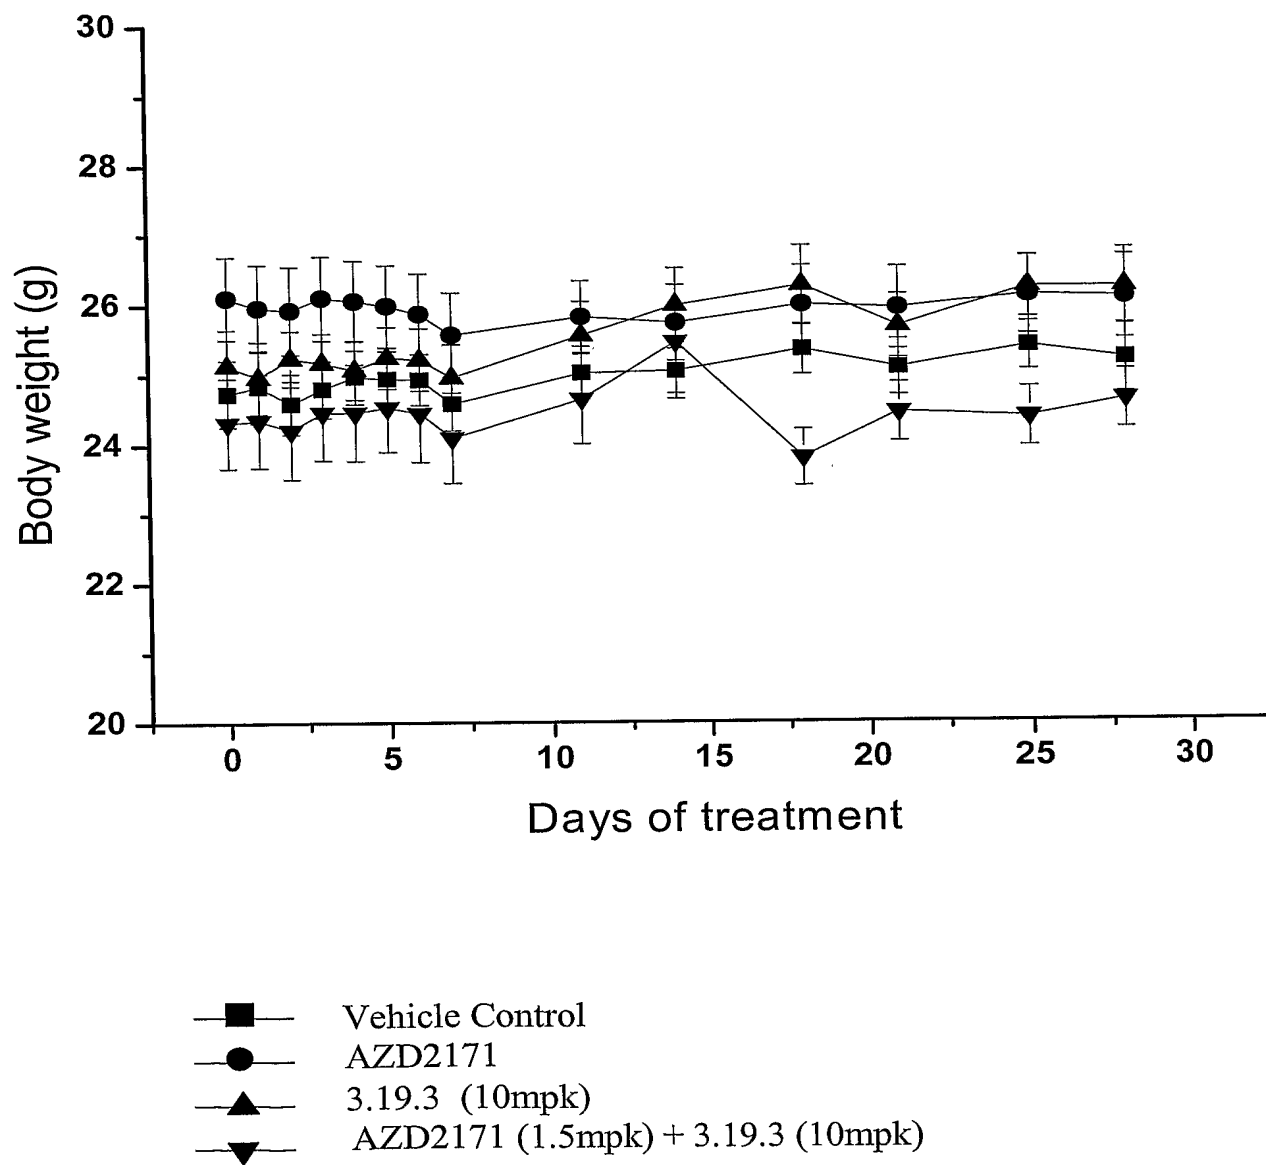 30
28
26
24
22
20
Body weight (g)
0 5 10 15 20 25 30
Days of treatment
Vehicle Control
AZD2171
3.19.3 (10mpk)
AZD2171 (1.5mpk) + 3.19.3 (10mpk)